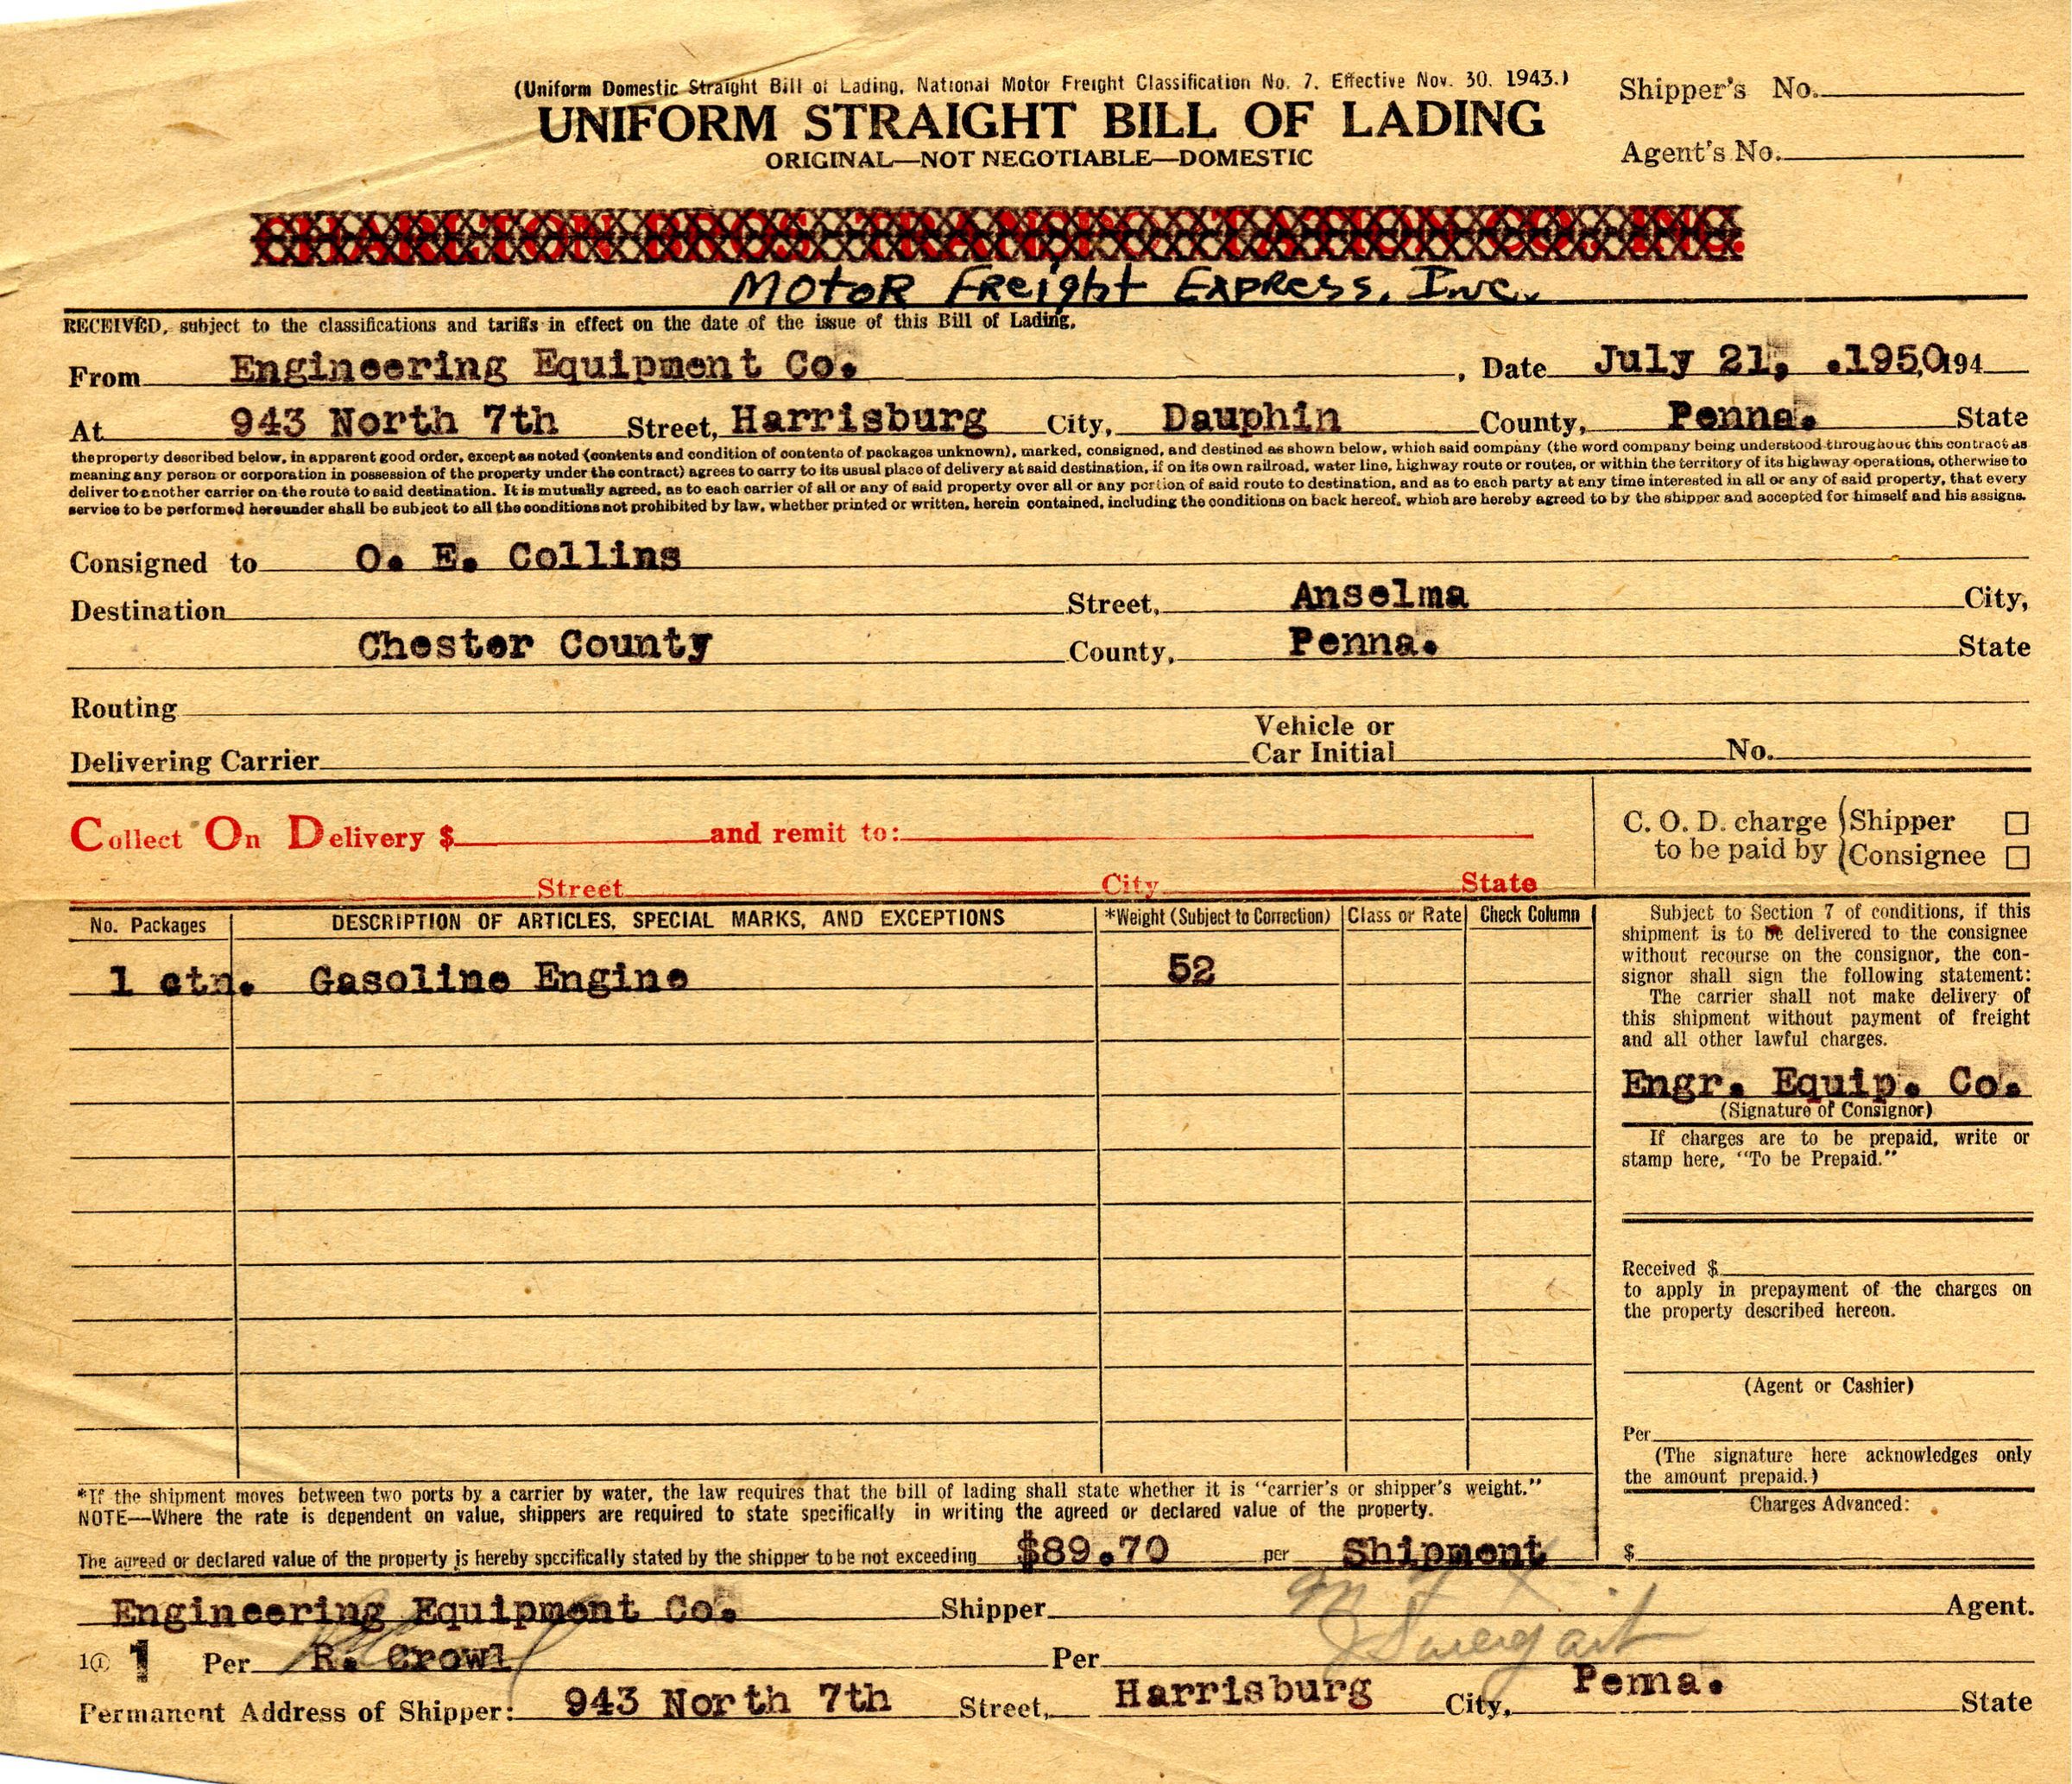 (Uniform Domestic Straight Bill of Lading, National Motor Freight Classification No. 7. Effective Nov. 30. 1943.)
UNIFORM STRAIGHT BILL OF LADING
ORIGINAL—NOT NEGOTIABLE—DOMESTIC
Shipper's No.
Agent's No.
CHARLTON BROS TRANSPORTATION CO. INC.
Motor Freight Express, Inc.
RECEIVED, subject to the classifications and tariffs in effect on the date of the issue of this Bill of Lading,
From Engineering Equipment Co. , Date July 21, .1950, 194
At 943 North 7th Street, Harrisburg City, Dauphin County, Penna. State
the property described below, in apparent good order, except as noted (contents and condition of contents of packages unknown), marked, consigned, and destined as shown below, which said company (the word company being understood throughout this contract as
meaning any person or corporation in possession of the property under the contract) agrees to carry to its usual place of delivery at said destination, if on its own railroad, water line, highway route or routes, or within the territory of its highway operations, otherwise to
deliver to another carrier on the route to said destination. It is mutually agreed, as to each carrier of all or any of said property over all or any portion of said route to destination, and as to each party at any time interested in all or any of said property, that every
service to be performed hereunder shall be subject to all the conditions not prohibited by law, whether printed or written, herein contained, including the conditions on back hereof, which are hereby agreed to by the shipper and accepted for himself and his assigns.
Consigned to O. E. Collins
Destination Street, Anselma City,
Chester County County, Penna. State
Routing
Delivering Carrier Vehicle or Car Initial No.
Collect On Delivery $ and remit to:
Street City State
C. O. D. charge to be paid by
Shipper
Consignee
No. Packages DESCRIPTION OF ARTICLES, SPECIAL MARKS, AND EXCEPTIONS *Weight (Subject to Correction) Class or Rate Check Column
1 ctn. Gasoline Engine 52
Subject to Section 7 of conditions, if this
shipment is to be delivered to the consignee
without recourse on the consignor, the con-
signor shall sign the following statement:
The carrier shall not make delivery of
this shipment without payment of freight
and all other lawful charges.
Engr. Equip. Co.
(Signature of Consignor)
If charges are to be prepaid, write or
stamp here, "To be Prepaid."
Received $
to apply in prepayment of the charges on
the property described hereon.
(Agent or Cashier)
Per
(The signature here acknowledges only
the amount prepaid.)
Charges Advanced:
$
*If the shipment moves between two ports by a carrier by water, the law requires that the bill of lading shall state whether it is "carrier's or shipper's weight."
NOTE—Where the rate is dependent on value, shippers are required to state specifically in writing the agreed or declared value of the property.
The agreed or declared value of the property is hereby specifically stated by the shipper to be not exceeding $89.70 per Shipment
Engineering Equipment Co. Shipper Agent.
1① 1 Per R. Crowl Per
Permanent Address of Shipper: 943 North 7th Street, Harrisburg City, Penna. State